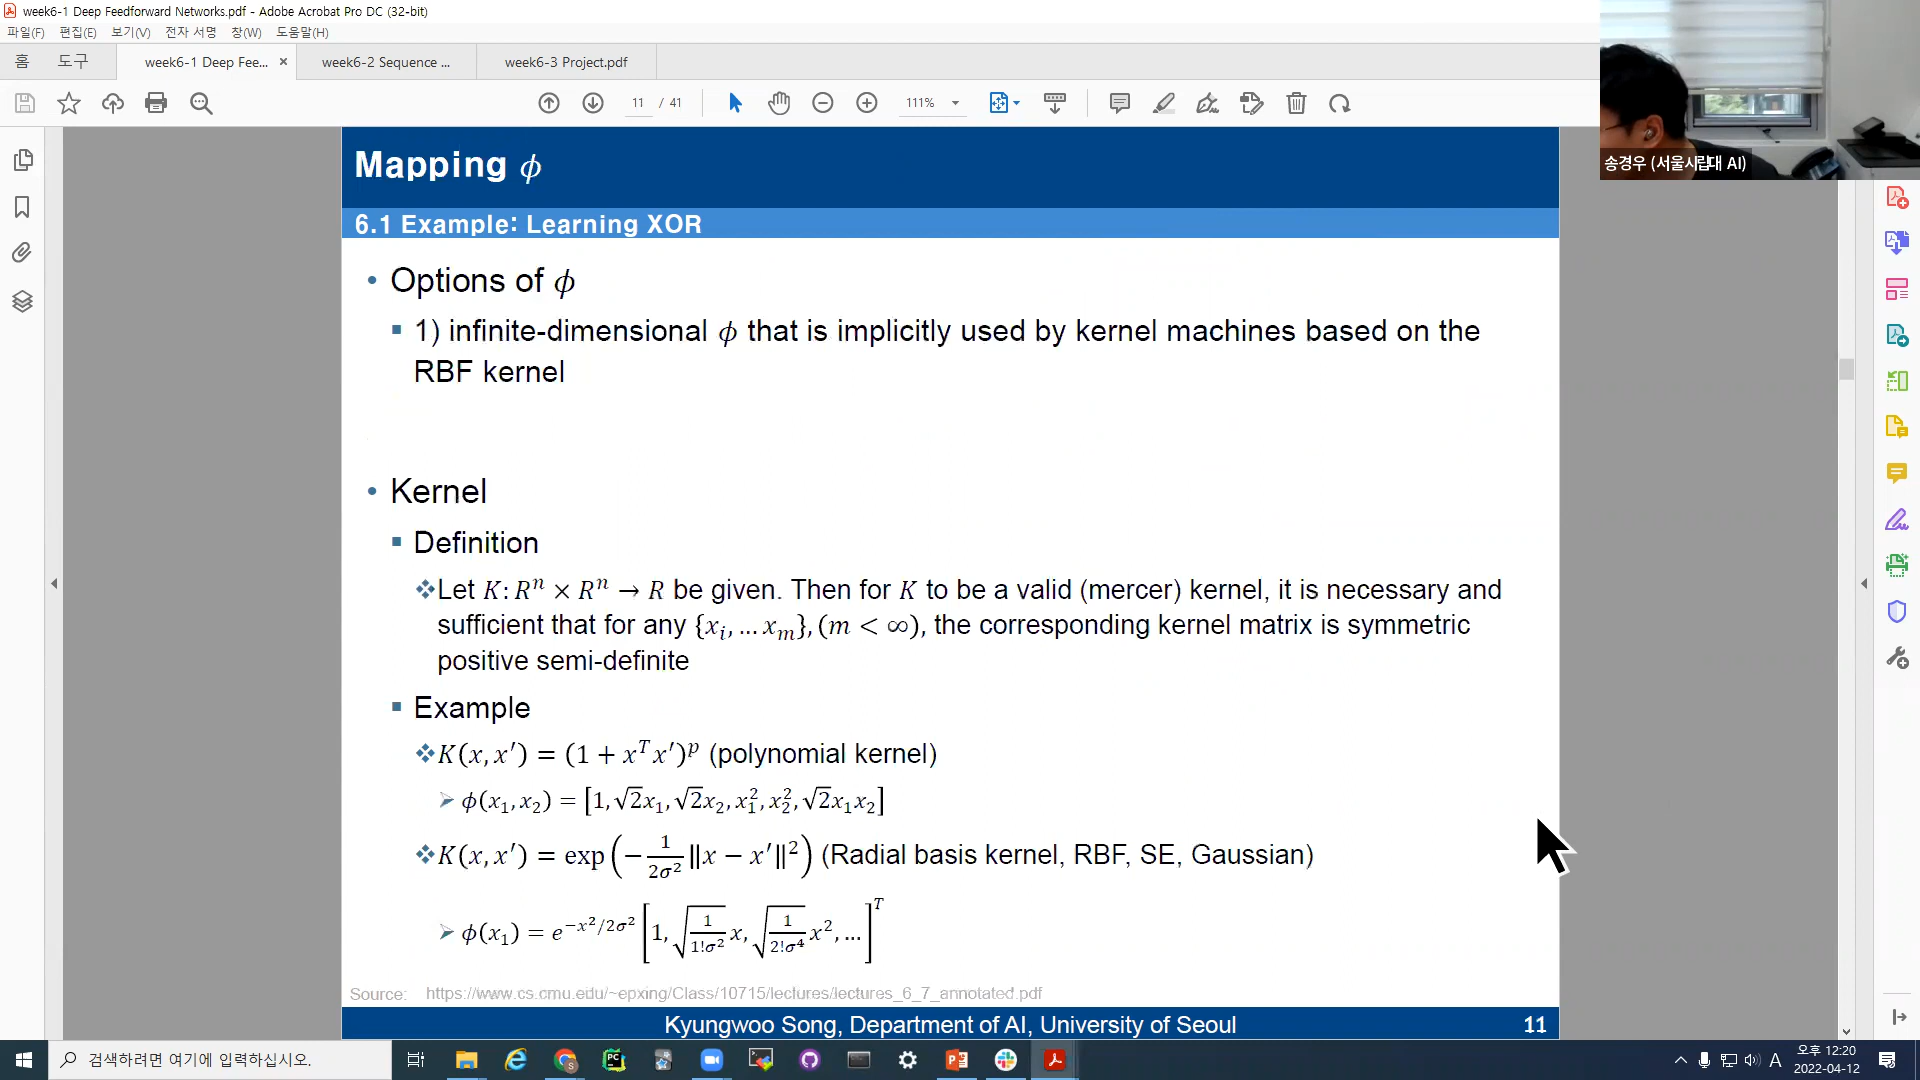 week6-1 Deep Feedforward Networks.pdf - Adobe Acrobat Pro DC (32-bit)
파일(F) 편집(E) 보기(V) 전자 서명 창(W) 도움말(H)
홈 도구 week6-1 Deep Fee... × week6-2 Sequence ... week6-3 Project.pdf
11 / 41 111%
송경우 (서울시립대 AI)
Mapping ϕ
6.1 Example: Learning XOR
• Options of ϕ
▪ 1) infinite-dimensional ϕ that is implicitly used by kernel machines based on the
RBF kernel
• Kernel
▪ Definition
❖Let K: Rⁿ × Rⁿ → R be given. Then for K to be a valid (mercer) kernel, it is necessary and
sufficient that for any {x_i, … x_m}, (m < ∞), the corresponding kernel matrix is symmetric
positive semi-definite
▪ Example
❖K(x, x′) = (1 + x^T x′)^p (polynomial kernel)
➢ ϕ(x₁, x₂) = [1, √2x₁, √2x₂, x₁², x₂², √2x₁x₂]
❖K(x, x′) = exp(−1/(2σ²) ‖x − x′‖²) (Radial basis kernel, RBF, SE, Gaussian)
➢ ϕ(x₁) = e^(−x²/2σ²) [1, √(1/(1!σ²)) x, √(1/(2!σ⁴)) x², …]^T
Source: https://www.cs.cmu.edu/~epxing/Class/10715/lectures/lectures_6_7_annotated.pdf
Kyungwoo Song, Department of AI, University of Seoul 11
검색하려면 여기에 입력하십시오.
A 오후 12:20
2022-04-12